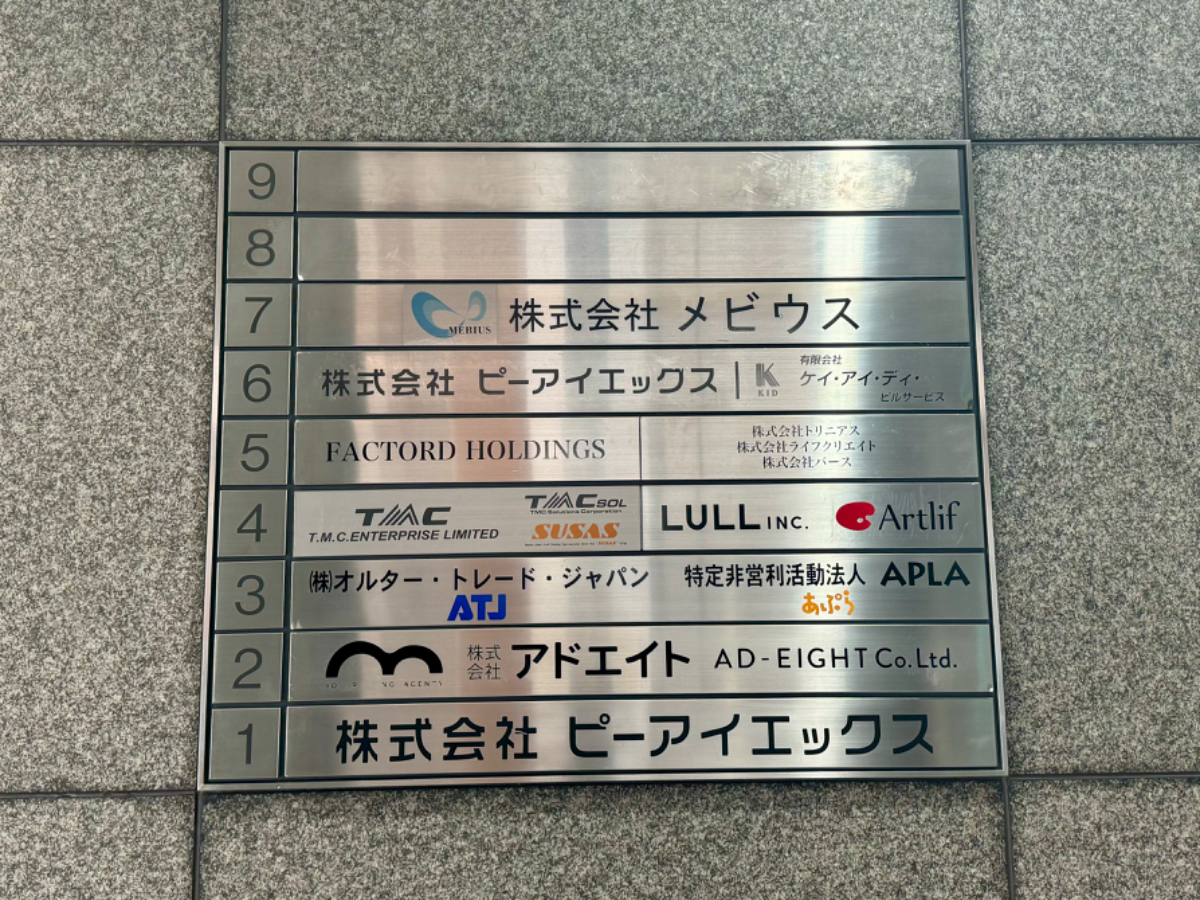 9
8
7 MEBIUS 株式会社 メビウス
6 株式会社 ピーアイエックス K KID 有限会社 ケイ・アイ・ディ・ ビルサービス
5 FACTORD HOLDINGS
株式会社トリニアス
株式会社ライフクリエイト
株式会社バース
4 TMC
T.M.C.ENTERPRISE LIMITED
TMC SOL
TMC Solutions Corporation
SUSAS
LULL INC. Artlif
3 ㈱オルター・トレード・ジャパン
ATJ
特定非営利活動法人 APLA
あぷら
2 株式会社 アドエイト AD-EIGHT Co.Ltd.
1 株式会社 ピーアイエックス